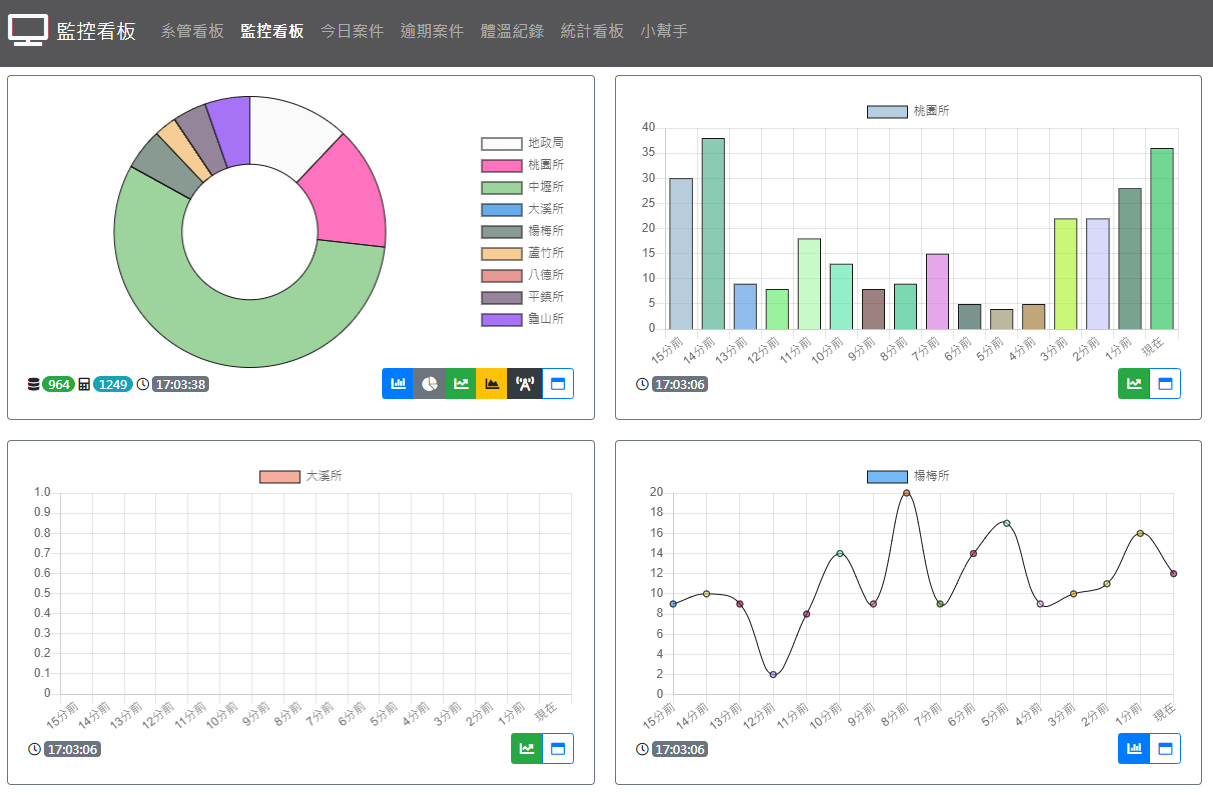 監控看板 系管看板 監控看板 今日案件 逾期案件 體溫紀錄 統計看板 小幫手
地政局
桃園所
中壢所
大溪所
楊梅所
蘆竹所
八德所
平鎮所
龜山所
964 1249 17:03:38
桃園所
40
35
30
25
20
15
10
5
0
15分前 14分前 13分前 12分前 11分前 10分前 9分前 8分前 7分前 6分前 5分前 4分前 3分前 2分前 1分前 現在
17:03:06
大溪所
1.0
0.9
0.8
0.7
0.6
0.5
0.4
0.3
0.2
0.1
0
15分前 14分前 13分前 12分前 11分前 10分前 9分前 8分前 7分前 6分前 5分前 4分前 3分前 2分前 1分前 現在
17:03:06
楊梅所
20
18
16
14
12
10
8
6
4
2
0
15分前 14分前 13分前 12分前 11分前 10分前 9分前 8分前 7分前 6分前 5分前 4分前 3分前 2分前 1分前 現在
17:03:06